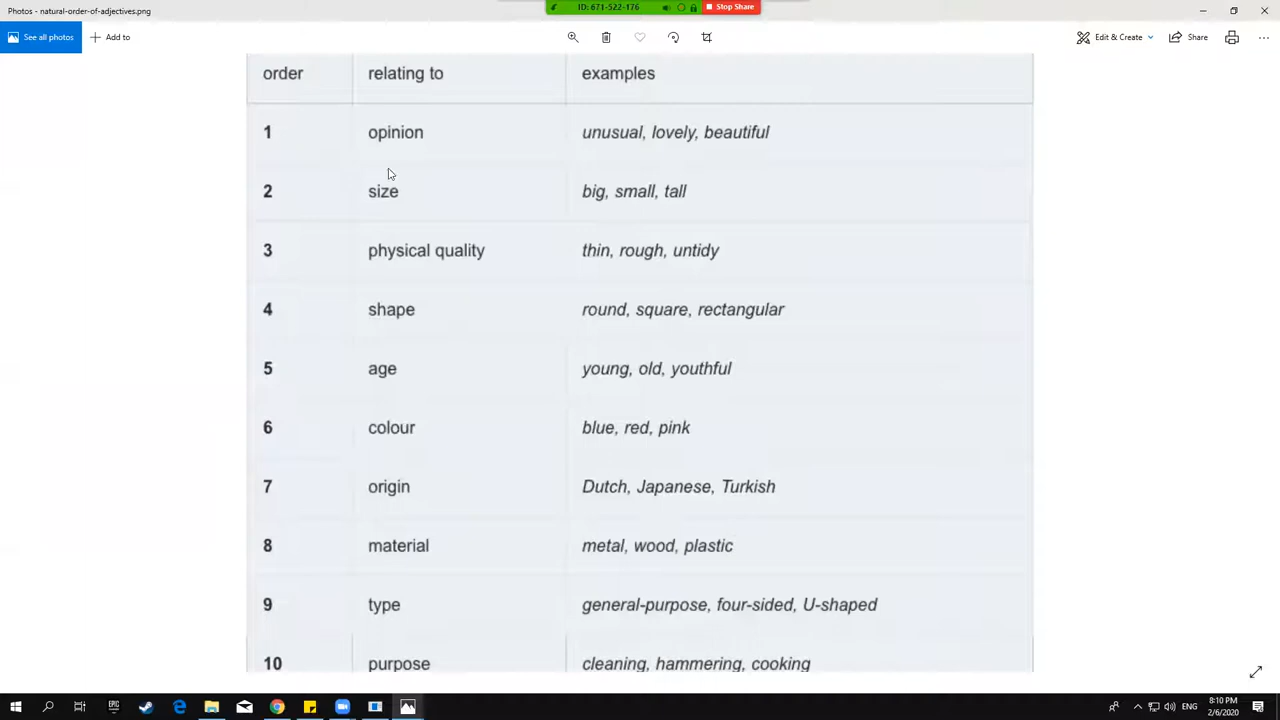 Photos - natural-order-of-adjectives.png
ID: 671-522-176 Stop Share
See all photos Add to Edit & Create Share
order relating to examples
1 opinion unusual, lovely, beautiful
2 size big, small, tall
3 physical quality thin, rough, untidy
4 shape round, square, rectangular
5 age young, old, youthful
6 colour blue, red, pink
7 origin Dutch, Japanese, Turkish
8 material metal, wood, plastic
9 type general-purpose, four-sided, U-shaped
10 purpose cleaning, hammering, cooking
EPIC
ENG
8:10 PM
2/6/2020